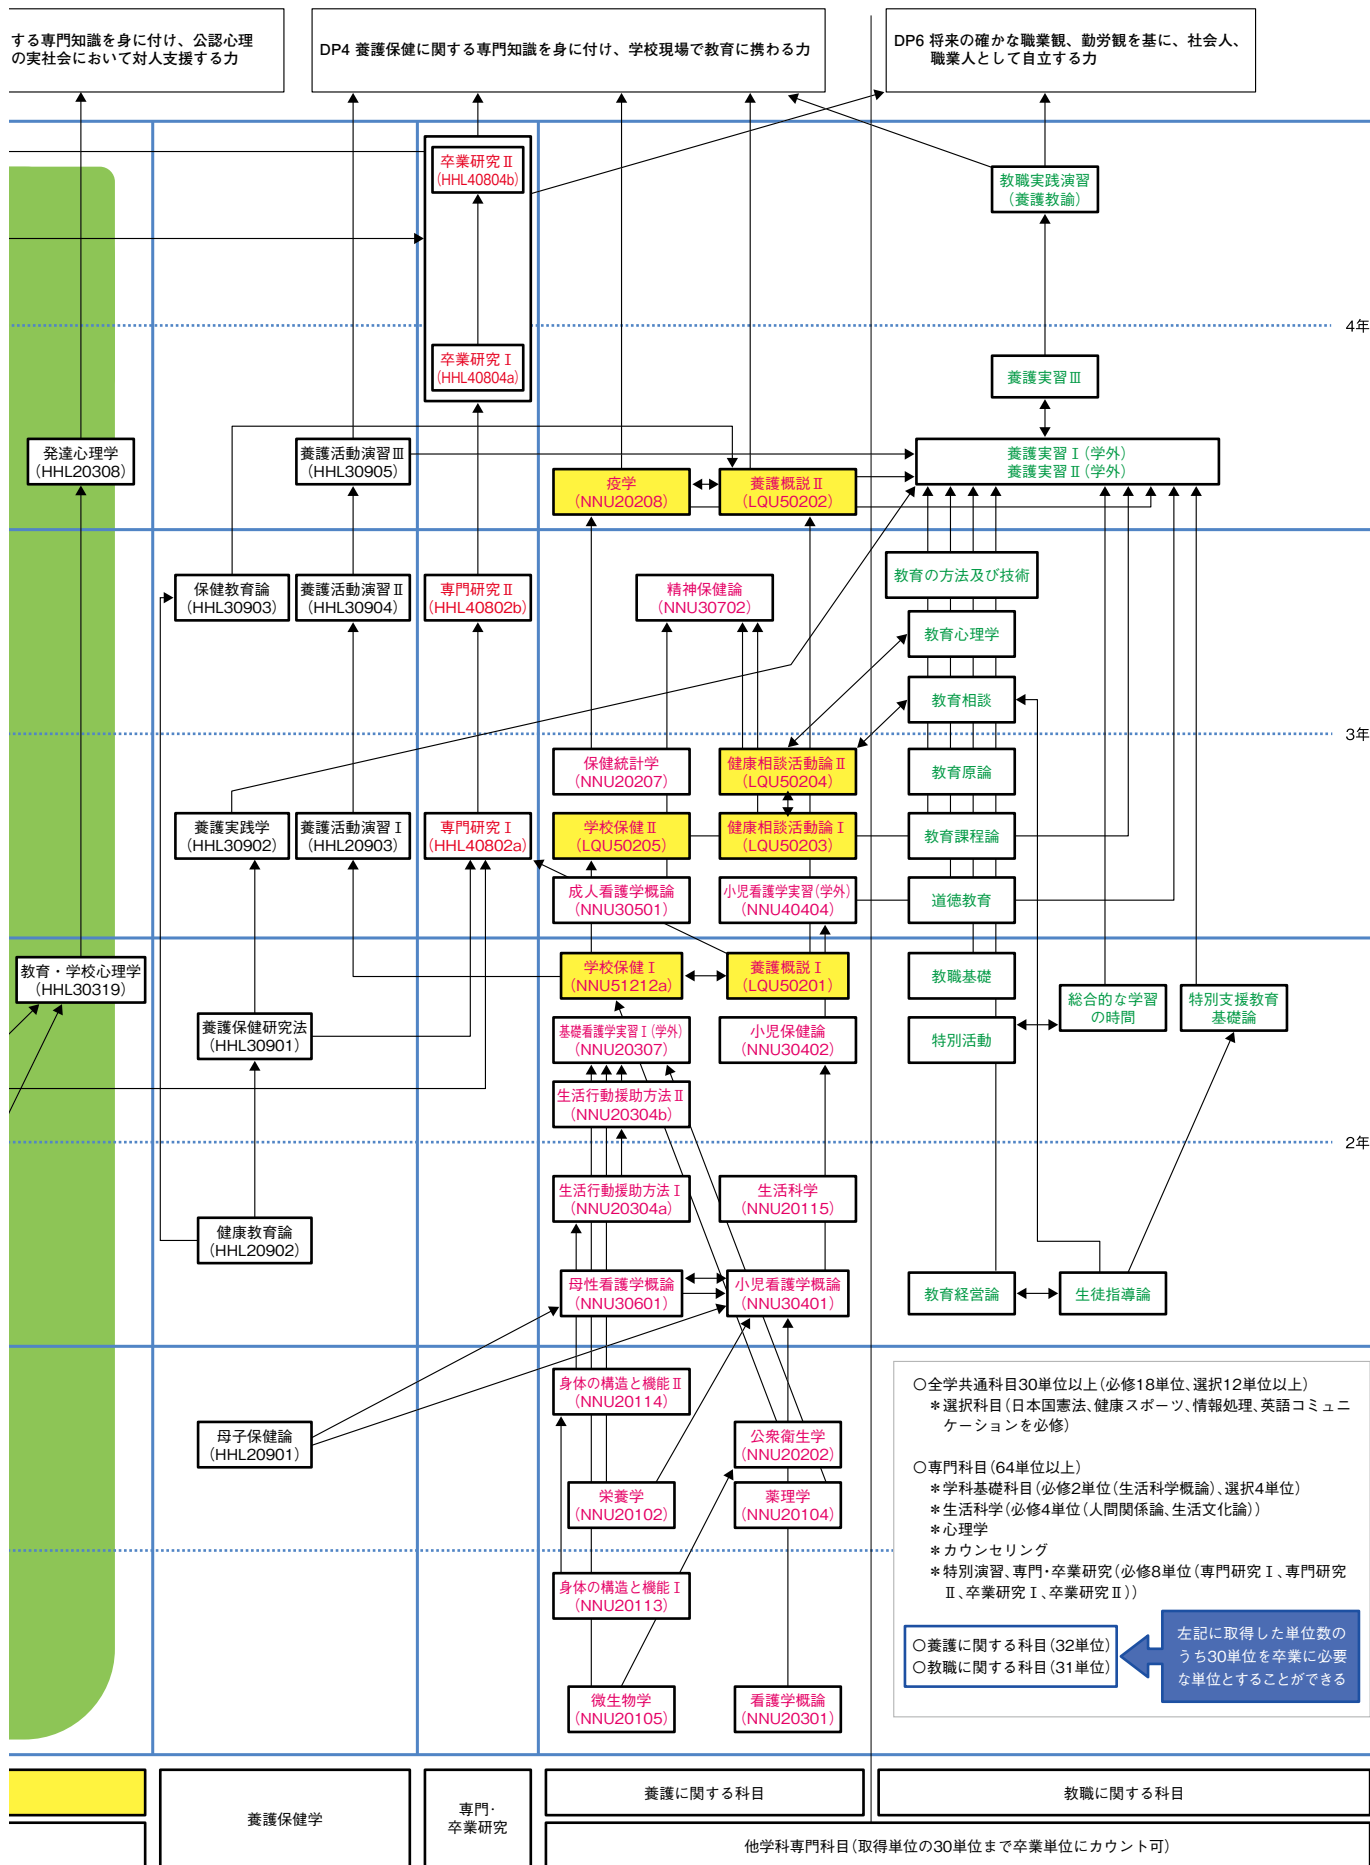 する専門知識を身に付け、公認心理
の実社会において対人支援する力
DP4 養護保健に関する専門知識を身に付け、学校現場で教育に携わる力
DP6 将来の確かな職業観、勤労観を基に、社会人、
職業人として自立する力
卒業研究Ⅱ
(HHL40804b)
教職実践演習
(養護教諭)
4年
卒業研究Ⅰ
(HHL40804a)
養護実習Ⅲ
発達心理学
(HHL20308)
養護活動演習Ⅲ
(HHL30905)
養護実習Ⅰ(学外)
養護実習Ⅱ(学外)
疫学
(NNU20208)
養護概説Ⅱ
(LQU50202)
保健教育論
(HHL30903)
養護活動演習Ⅱ
(HHL30904)
専門研究Ⅱ
(HHL40802b)
精神保健論
(NNU30702)
教育の方法及び技術
教育心理学
教育相談
3年
保健統計学
(NNU20207)
健康相談活動論Ⅱ
(LQU50204)
教育原論
養護実践学
(HHL30902)
養護活動演習Ⅰ
(HHL20903)
専門研究Ⅰ
(HHL40802a)
学校保健Ⅱ
(LQU50205)
健康相談活動論Ⅰ
(LQU50203)
教育課程論
成人看護学概論
(NNU30501)
小児看護学実習(学外)
(NNU40404)
道徳教育
教育・学校心理学
(HHL30319)
学校保健Ⅰ
(NNU51212a)
養護概説Ⅰ
(LQU50201)
教職基礎
養護保健研究法
(HHL30901)
基礎看護学実習Ⅰ(学外)
(NNU20307)
小児保健論
(NNU30402)
特別活動
総合的な学習
の時間
特別支援教育
基礎論
生活行動援助方法Ⅱ
(NNU20304b)
2年
生活行動援助方法Ⅰ
(NNU20304a)
生活科学
(NNU20115)
健康教育論
(HHL20902)
母性看護学概論
(NNU30601)
小児看護学概論
(NNU30401)
教育経営論
生徒指導論
身体の構造と機能Ⅱ
(NNU20114)
母子保健論
(HHL20901)
公衆衛生学
(NNU20202)
栄養学
(NNU20102)
薬理学
(NNU20104)
身体の構造と機能Ⅰ
(NNU20113)
微生物学
(NNU20105)
看護学概論
(NNU20301)
○全学共通科目30単位以上(必修18単位、選択12単位以上)
＊選択科目(日本国憲法、健康スポーツ、情報処理、英語コミュニ
ケーションを必修)
○専門科目(64単位以上)
＊学科基礎科目(必修2単位(生活科学概論)、選択4単位)
＊生活科学(必修4単位(人間関係論、生活文化論))
＊心理学
＊カウンセリング
＊特別演習、専門・卒業研究(必修8単位(専門研究Ⅰ、専門研究
Ⅱ、卒業研究Ⅰ、卒業研究Ⅱ))
○養護に関する科目(32単位)
○教職に関する科目(31単位)
左記に取得した単位数の
うち30単位を卒業に必要
な単位とすることができる
養護保健学
専門・
卒業研究
養護に関する科目
教職に関する科目
他学科専門科目(取得単位の30単位まで卒業単位にカウント可)